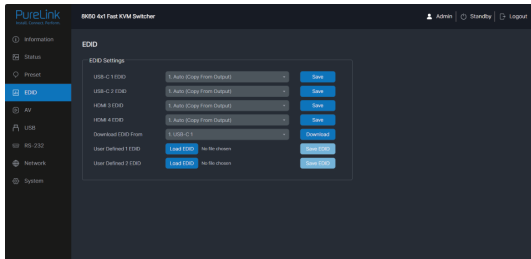 PureLink
8K60 4x1 Fast KVM Switcher
Admin
Standby
Logout
Information
Status
Preset
EDID
AV
USB
RS-232
Network
System
EDID
EDID Settings
USB-C 1 EDID 1: Auto (Copy From Output) Save
USB-C 2 EDID 1: Auto (Copy From Output) Save
HDMI 3 EDID 1: Auto (Copy From Output) Save
HDMI 4 EDID 1: Auto (Copy From Output) Save
Download EDID From 1: USB-C 1 Download
User Defined 1 EDID Load EDID No file chosen Save EDID
User Defined 2 EDID Load EDID No file chosen Save EDID